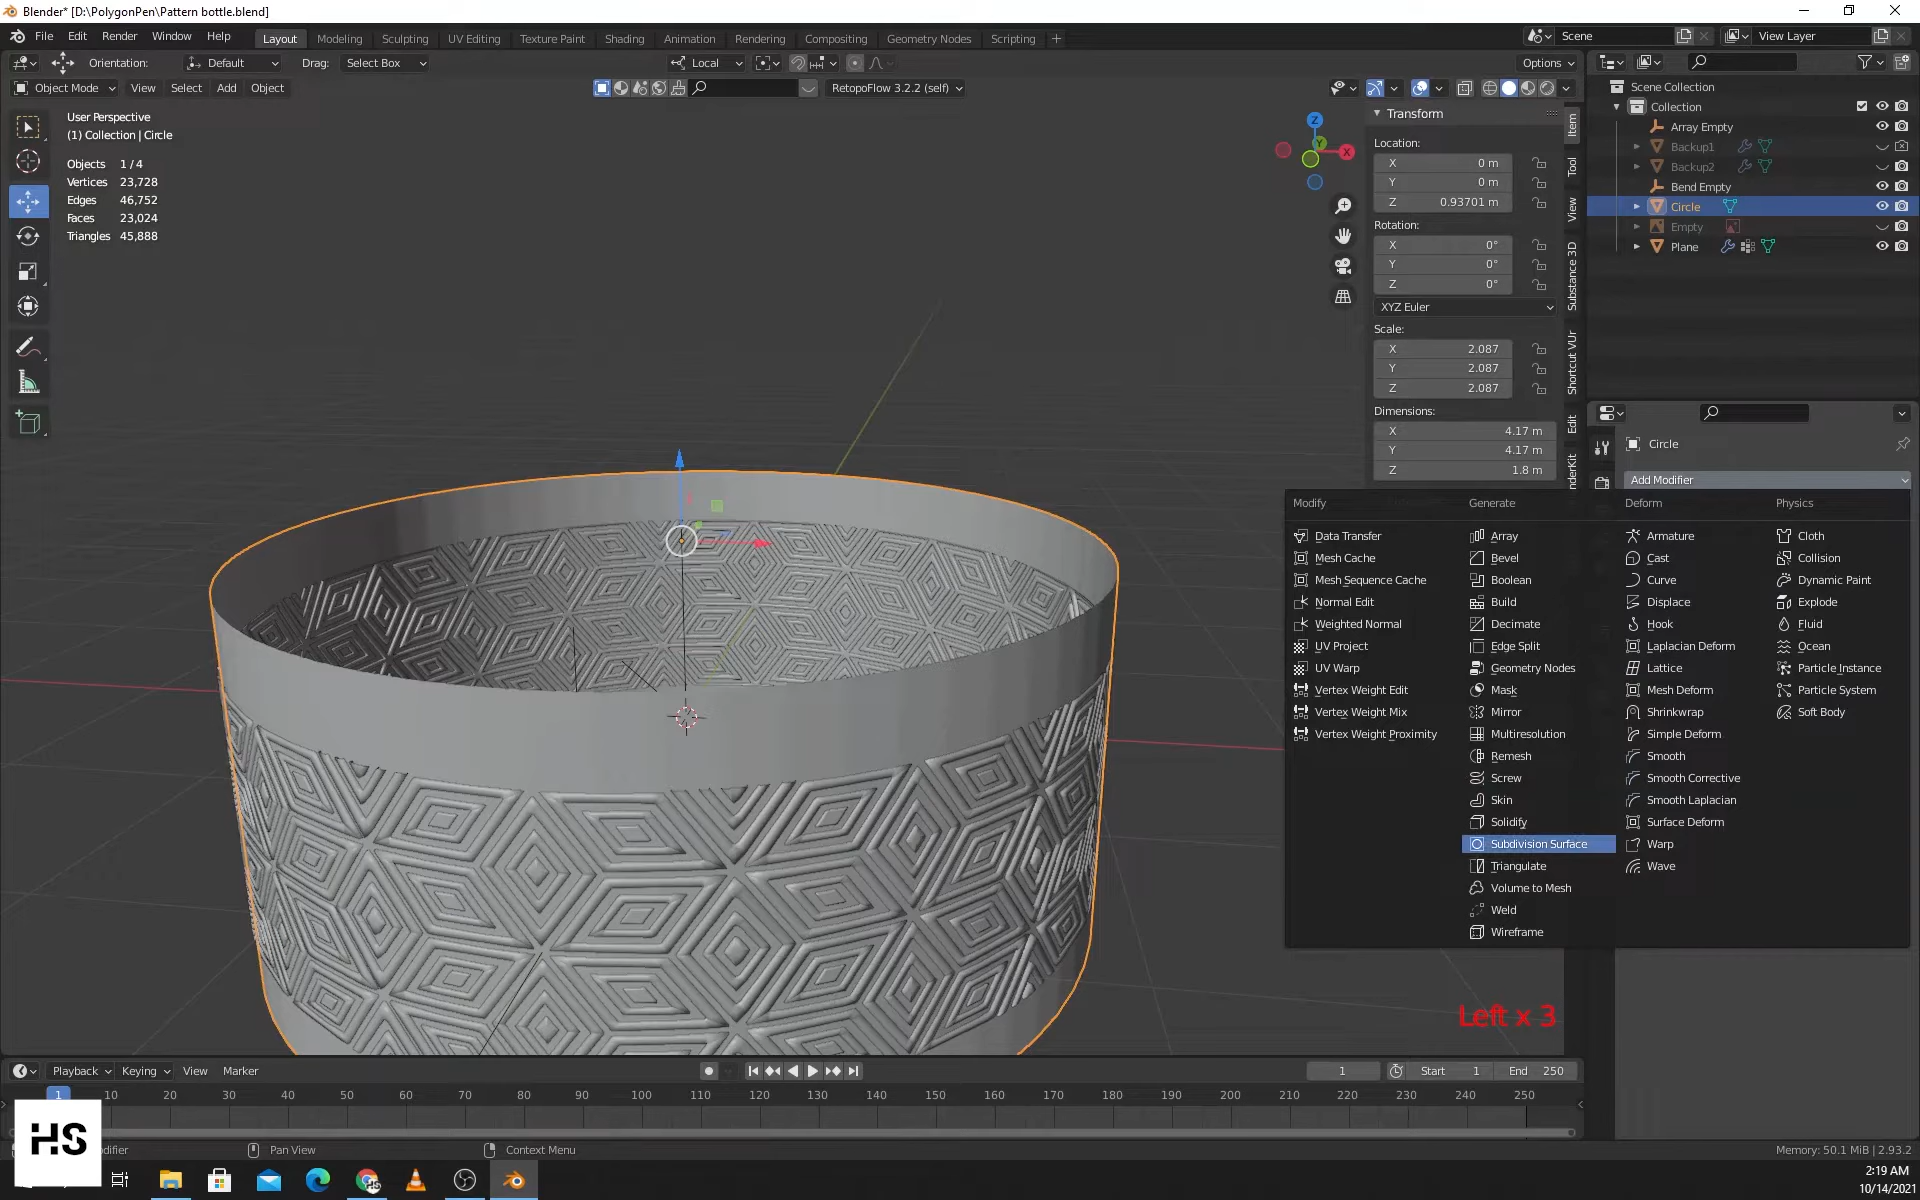 Blender* [D:\PolygonPen\Pattern bottle.blend]
File Edit Render Window Help Layout Modeling Sculpting UV Editing Texture Paint Shading Animation Rendering Compositing Geometry Nodes Scripting Scene View Layer
Orientation: Default Drag: Select Box Local Options
Object Mode View Select Add Object RetopoFlow 3.2.2 (self)
User Perspective
(1) Collection | Circle
Objects 1 / 4
Vertices 23,728
Edges 46,752
Faces 23,024
Triangles 45,888
Z
Y
X
Transform
Location:
X 0 m
Y 0 m
Z 0.93701 m
Rotation:
X 0°
Y 0°
Z 0°
XYZ Euler
Scale:
X 2.087
Y 2.087
Z 2.087
Dimensions:
X 4.17 m
Y 4.17 m
Z 1.8 m
Item
Tool
View
Substance 3D
Shortcut VUr
Edit
Scene Collection
Collection
Array Empty
Backup1
Backup2
Bend Empty
Circle
Empty
Plane
Circle
Add Modifier
Modify Generate Deform Physics
Data Transfer Array Armature Cloth
Mesh Cache Bevel Cast Collision
Mesh Sequence Cache Boolean Curve Dynamic Paint
Normal Edit Build Displace Explode
Weighted Normal Decimate Hook Fluid
UV Project Edge Split Laplacian Deform Ocean
UV Warp Geometry Nodes Lattice Particle Instance
Vertex Weight Edit Mask Mesh Deform Particle System
Vertex Weight Mix Mirror Shrinkwrap Soft Body
Vertex Weight Proximity Multiresolution Simple Deform
Remesh Smooth
Screw Smooth Corrective
Skin Smooth Laplacian
Solidify Surface Deform
Subdivision Surface Warp
Triangulate Wave
Volume to Mesh
Weld
Wireframe
Left x 3
Playback Keying View Marker 1 Start 1 End 250
1 10 20 30 40 50 60 70 80 90 100 110 120 130 140 150 160 170 180 190 200 210 220 230 240 250
HS
Pan View Context Menu Memory: 50.1 MiB | 2.93.2
2:19 AM
10/14/2021